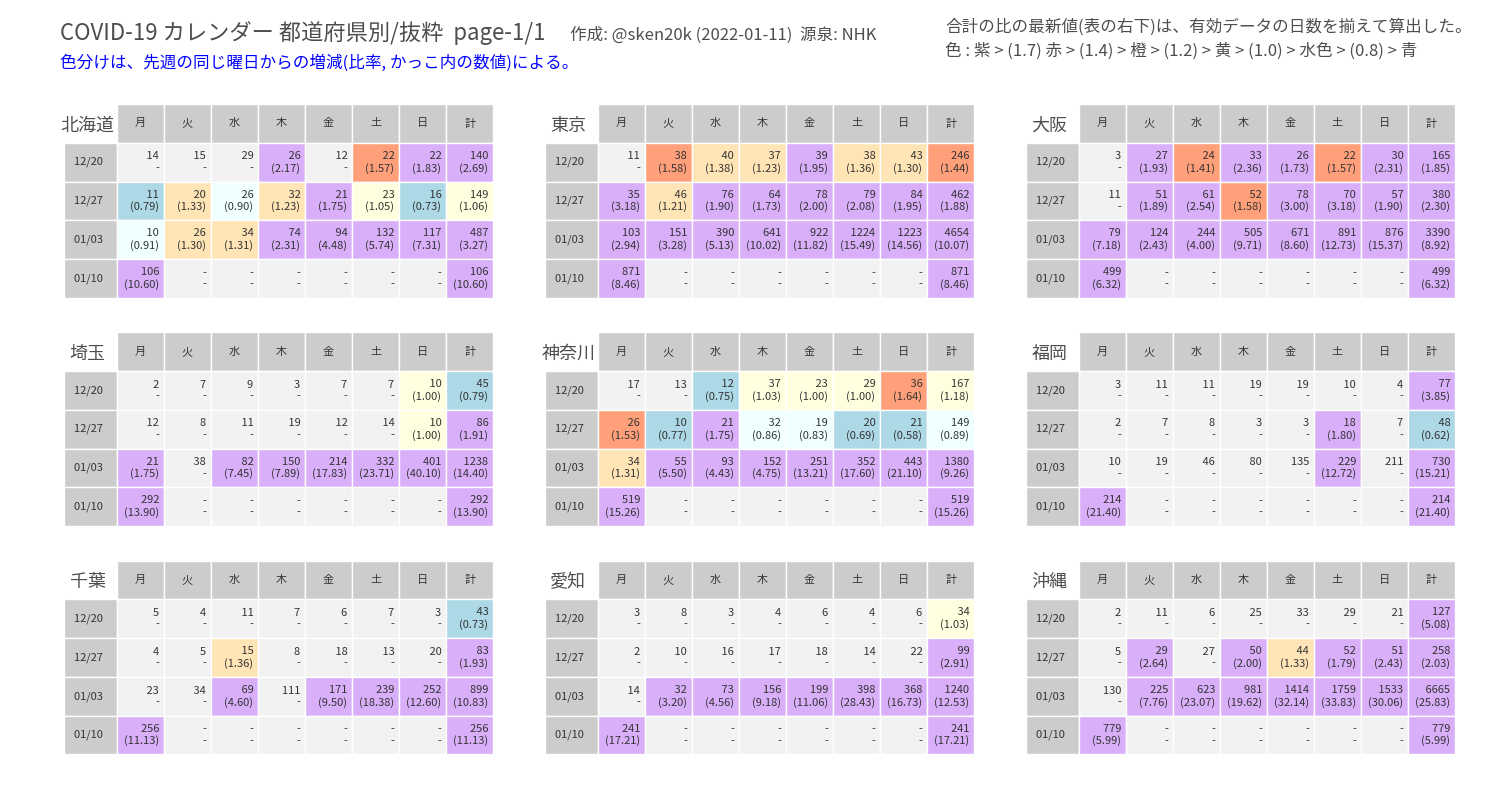 COVID-19 カレンダー 都道府県別/抜粋 page-1/1 作成: @sken20k (2022-01-11) 源泉: NHK
色分けは、先週の同じ曜日からの増減(比率, かっこ内の数値)による。
合計の比の最新値(表の右下)は、有効データの日数を揃えて算出した。
色 : 紫 > (1.7) 赤 > (1.4) 橙 > (1.2) 黄 > (1.0) > 水色 > (0.8) > 青
北海道 月 火 水 木 金 土 日 計
12/20 14 15 29 26 12 22 22 140
- - - (2.17) - (1.57) (1.83) (2.69)
12/27 11 20 26 32 21 23 16 149
(0.79) (1.33) (0.90) (1.23) (1.75) (1.05) (0.73) (1.06)
01/03 10 26 34 74 94 132 117 487
(0.91) (1.30) (1.31) (2.31) (4.48) (5.74) (7.31) (3.27)
01/10 106 - - - - - - 106
(10.60) - - - - - - (10.60)
東京 月 火 水 木 金 土 日 計
12/20 11 38 40 37 39 38 43 246
- (1.58) (1.38) (1.23) (1.95) (1.36) (1.30) (1.44)
12/27 35 46 76 64 78 79 84 462
(3.18) (1.21) (1.90) (1.73) (2.00) (2.08) (1.95) (1.88)
01/03 103 151 390 641 922 1224 1223 4654
(2.94) (3.28) (5.13) (10.02) (11.82) (15.49) (14.56) (10.07)
01/10 871 - - - - - - 871
(8.46) - - - - - - (8.46)
大阪 月 火 水 木 金 土 日 計
12/20 3 27 24 33 26 22 30 165
- (1.93) (1.41) (2.36) (1.73) (1.57) (2.31) (1.85)
12/27 11 51 61 52 78 70 57 380
- (1.89) (2.54) (1.58) (3.00) (3.18) (1.90) (2.30)
01/03 79 124 244 505 671 891 876 3390
(7.18) (2.43) (4.00) (9.71) (8.60) (12.73) (15.37) (8.92)
01/10 499 - - - - - - 499
(6.32) - - - - - - (6.32)
埼玉 月 火 水 木 金 土 日 計
12/20 2 7 9 3 7 7 10 45
- - - - - - (1.00) (0.79)
12/27 12 8 11 19 12 14 10 86
- - - - - - (1.00) (1.91)
01/03 21 38 82 150 214 332 401 1238
(1.75) - (7.45) (7.89) (17.83) (23.71) (40.10) (14.40)
01/10 292 - - - - - - 292
(13.90) - - - - - - (13.90)
神奈川 月 火 水 木 金 土 日 計
12/20 17 13 12 37 23 29 36 167
- - (0.75) (1.03) (1.00) (1.00) (1.64) (1.18)
12/27 26 10 21 32 19 20 21 149
(1.53) (0.77) (1.75) (0.86) (0.83) (0.69) (0.58) (0.89)
01/03 34 55 93 152 251 352 443 1380
(1.31) (5.50) (4.43) (4.75) (13.21) (17.60) (21.10) (9.26)
01/10 519 - - - - - - 519
(15.26) - - - - - - (15.26)
福岡 月 火 水 木 金 土 日 計
12/20 3 11 11 19 19 10 4 77
- - - - - - - (3.85)
12/27 2 7 8 3 3 18 7 48
- - - - - (1.80) - (0.62)
01/03 10 19 46 80 135 229 211 730
- - - - - (12.72) - (15.21)
01/10 214 - - - - - - 214
(21.40) - - - - - - (21.40)
千葉 月 火 水 木 金 土 日 計
12/20 5 4 11 7 6 7 3 43
- - - - - - - (0.73)
12/27 4 5 15 8 18 13 20 83
- - (1.36) - - - - (1.93)
01/03 23 34 69 111 171 239 252 899
- - (4.60) - (9.50) (18.38) (12.60) (10.83)
01/10 256 - - - - - - 256
(11.13) - - - - - - (11.13)
愛知 月 火 水 木 金 土 日 計
12/20 3 8 3 4 6 4 6 34
- - - - - - - (1.03)
12/27 2 10 16 17 18 14 22 99
- - - - - - - (2.91)
01/03 14 32 73 156 199 398 368 1240
- (3.20) (4.56) (9.18) (11.06) (28.43) (16.73) (12.53)
01/10 241 - - - - - - 241
(17.21) - - - - - - (17.21)
沖縄 月 火 水 木 金 土 日 計
12/20 2 11 6 25 33 29 21 127
- - - - - - - (5.08)
12/27 5 29 27 50 44 52 51 258
- (2.64) - (2.00) (1.33) (1.79) (2.43) (2.03)
01/03 130 225 623 981 1414 1759 1533 6665
- (7.76) (23.07) (19.62) (32.14) (33.83) (30.06) (25.83)
01/10 779 - - - - - - 779
(5.99) - - - - - - (5.99)